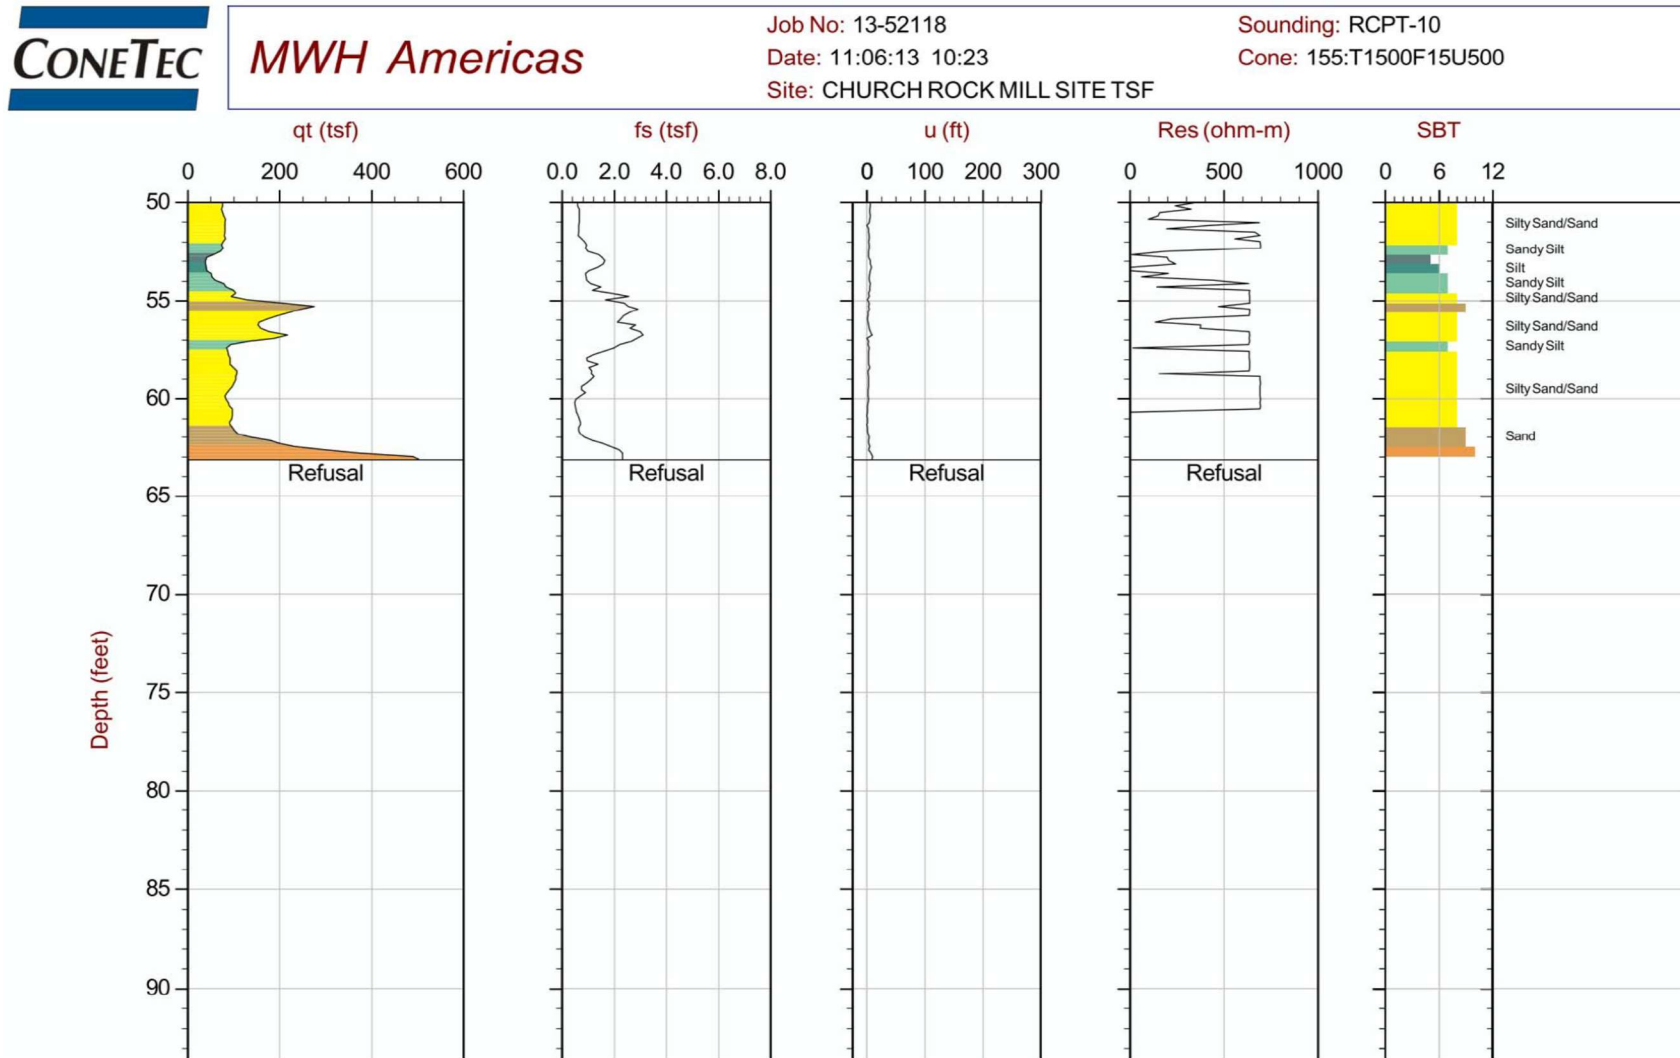 CONETEC
MWH Americas
Job No: 13-52118
Date: 11:06:13 10:23
Site: CHURCH ROCK MILL SITE TSF
Sounding: RCPT-10
Cone: 155:T1500F15U500
qt (tsf)
fs (tsf)
u (ft)
Res (ohm-m)
SBT
0 200 400 600
0.0 2.0 4.0 6.0 8.0
0 100 200 300
0 500 1000
0 6 12
Depth (feet)
50
55
60
65
70
75
80
85
90
Refusal
Refusal
Refusal
Refusal
Silty Sand/Sand
Sandy Silt
Silt
Sandy Silt
Silty Sand/Sand
Silty Sand/Sand
Sandy Silt
Silty Sand/Sand
Sand